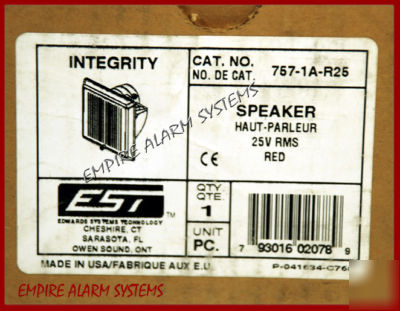 INTEGRITY
CAT. NO. 757-1A-R25
NO. DE CAT.
SPEAKER
HAUT-PARLEUR
25V RMS
RED
CE
EST ™
EDWARDS SYSTEMS TECHNOLOGY
CHESHIRE, CT
SARASOTA, FL
OWEN SOUND, ONT
QTY.
QTE.
1
UNIT
PC.
7 93016 02078 9
MADE IN USA/FABRIQUE AUX E.U.
EMPIRE ALARM SYSTEMS
EMPIRE ALARM SYSTEMS